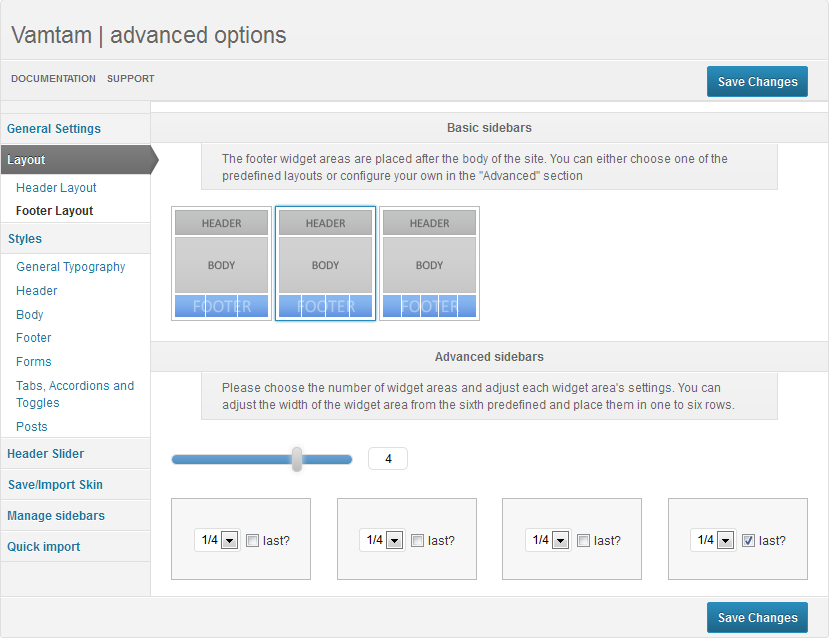 Vamtam | advanced options
DOCUMENTATION SUPPORT
Save Changes
General Settings
Layout
Header Layout
Footer Layout
Styles
General Typography
Header
Body
Footer
Forms
Tabs, Accordions and
Toggles
Posts
Header Slider
Save/Import Skin
Manage sidebars
Quick import
Basic sidebars
The footer widget areas are placed after the body of the site. You can either choose one of the
predefined layouts or configure your own in the "Advanced" section
HEADER HEADER HEADER
BODY BODY BODY
FOOTER FOOTER FOOTER
Advanced sidebars
Please choose the number of widget areas and adjust each widget area's settings. You can
adjust the width of the widget area from the sixth predefined and place them in one to six rows.
4
1/4 last? 1/4 last? 1/4 last? 1/4 last?
Save Changes